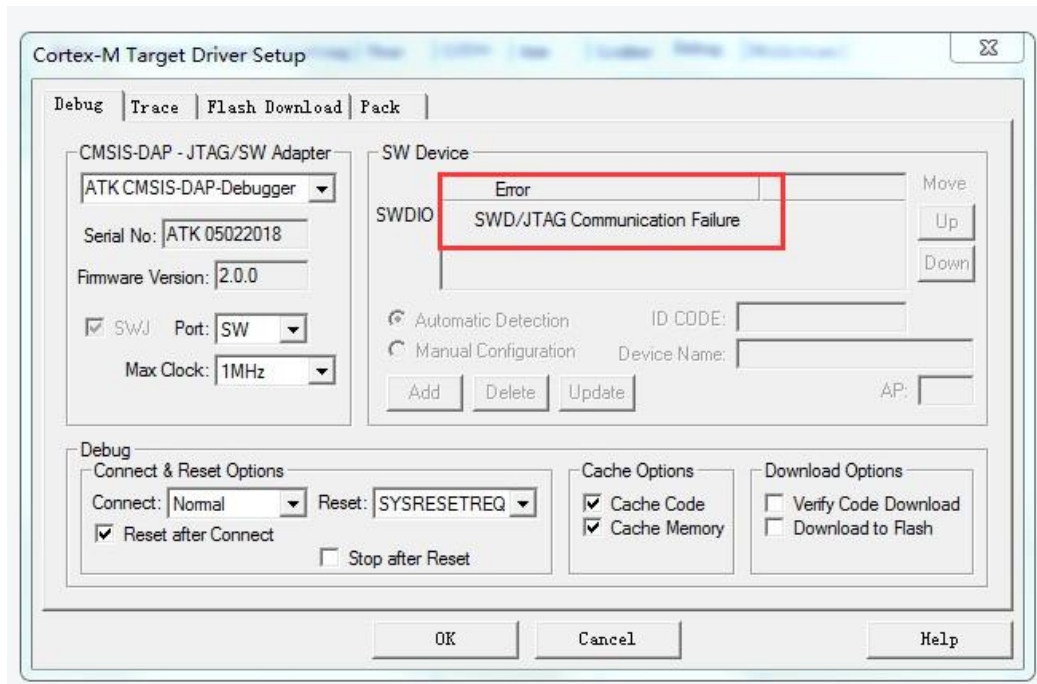 Cortex-M Target Driver Setup
Debug Trace Flash Download Pack
CMSIS-DAP - JTAG/SW Adapter
ATK CMSIS-DAP-Debugger
Serial No: ATK 05022018
Firmware Version: 2.0.0
SWJ Port: SW
Max Clock: 1MHz
SW Device
Error
SWDIO SWD/JTAG Communication Failure
Move
Up
Down
Automatic Detection ID CODE:
Manual Configuration Device Name:
Add Delete Update AP:
Debug
Connect & Reset Options
Connect: Normal Reset: SYSRESETREQ
Reset after Connect
Stop after Reset
Cache Options
Cache Code
Cache Memory
Download Options
Verify Code Download
Download to Flash
OK Cancel Help